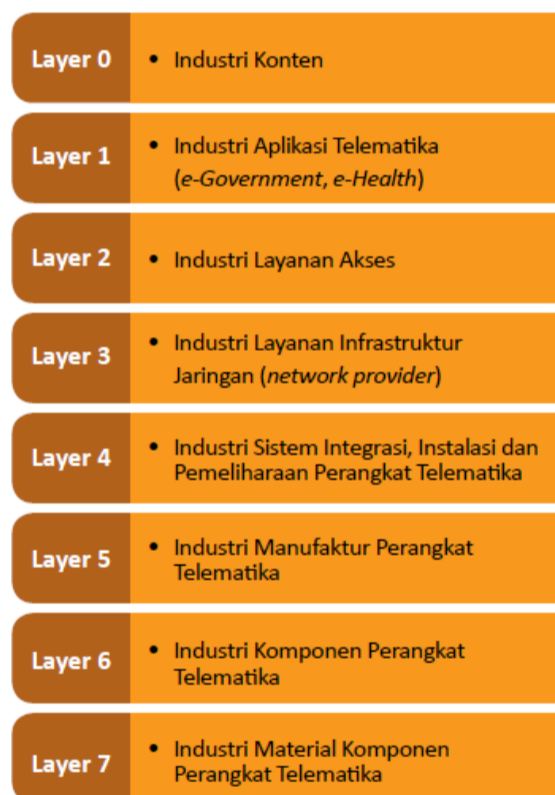 Layer 0
• Industri Konten
Layer 1
• Industri Aplikasi Telematika
(e-Government, e-Health)
Layer 2
• Industri Layanan Akses
Layer 3
• Industri Layanan Infrastruktur
Jaringan (network provider)
Layer 4
• Industri Sistem Integrasi, Instalasi dan
Pemeliharaan Perangkat Telematika
Layer 5
• Industri Manufaktur Perangkat
Telematika
Layer 6
• Industri Komponen Perangkat
Telematika
Layer 7
• Industri Material Komponen
Perangkat Telematika